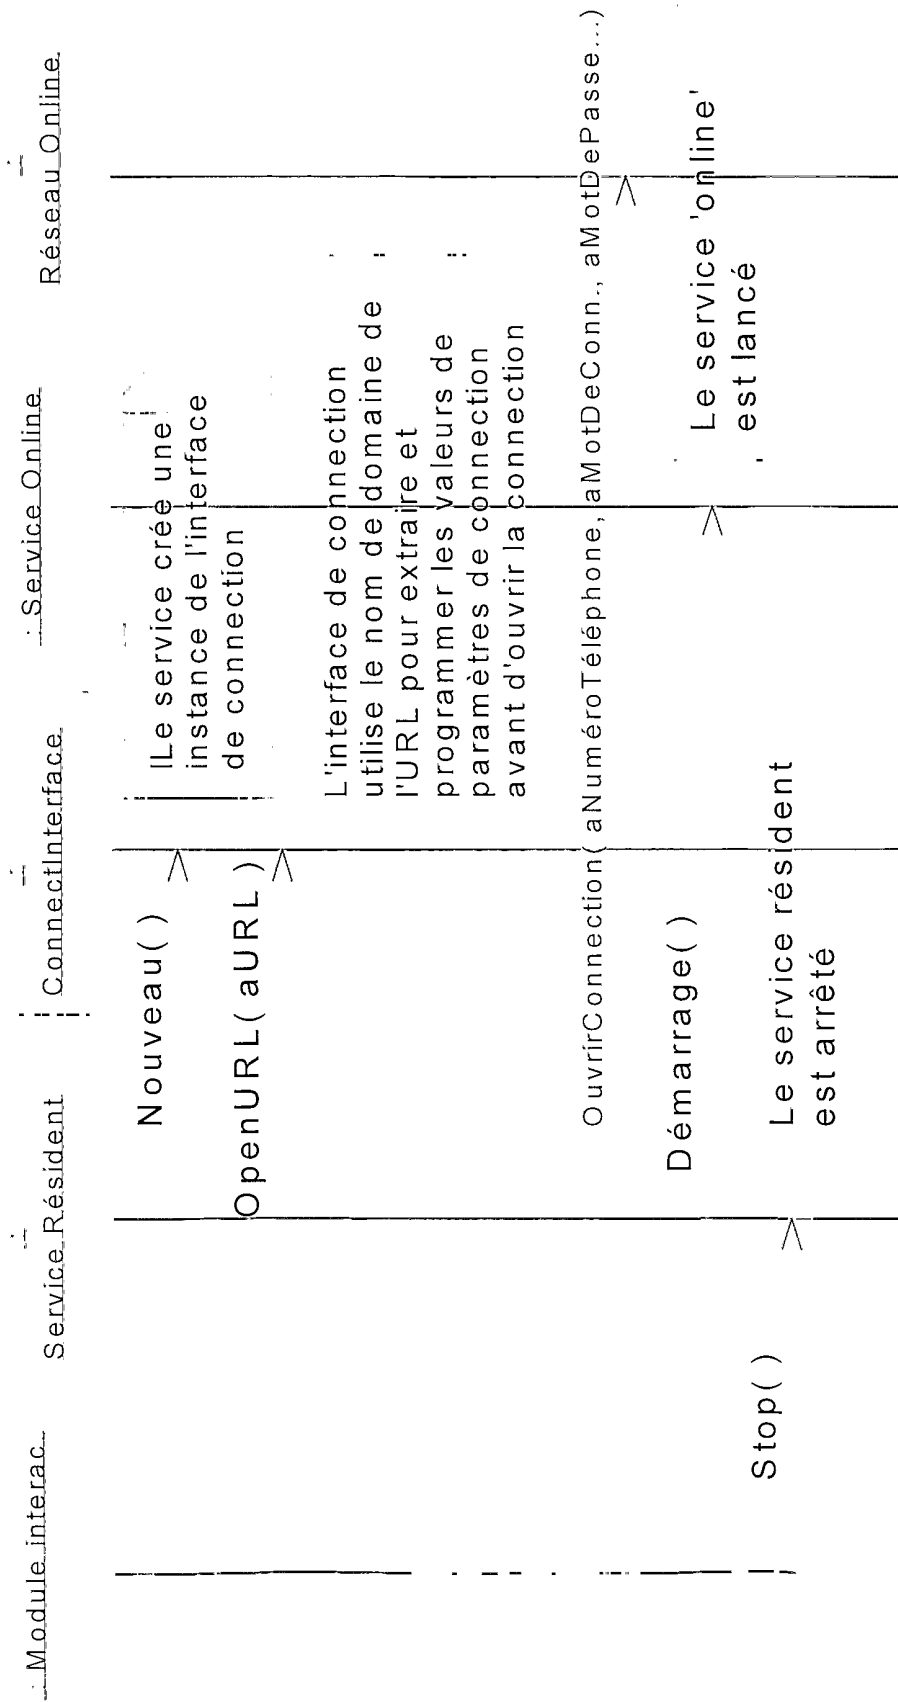 : Module interac..
: Service Résident
: ConnectInterface
: Service Online
: Réseau Online
Nouveau( )
Le service crée une
instance de l'interface
de connection
OpenURL( aURL )
L'interface de connection
utilise le nom de domaine de
l'URL pour extraire et
programmer les valeurs de
paramètres de connection
avant d'ouvrir la connection
OuvrirConnection( aNuméroTéléphone, aMotDeConn., aMotDePasse...)
Démarrage( )
Le service 'online'
est lancé
Stop( )
Le service résident
est arrêté